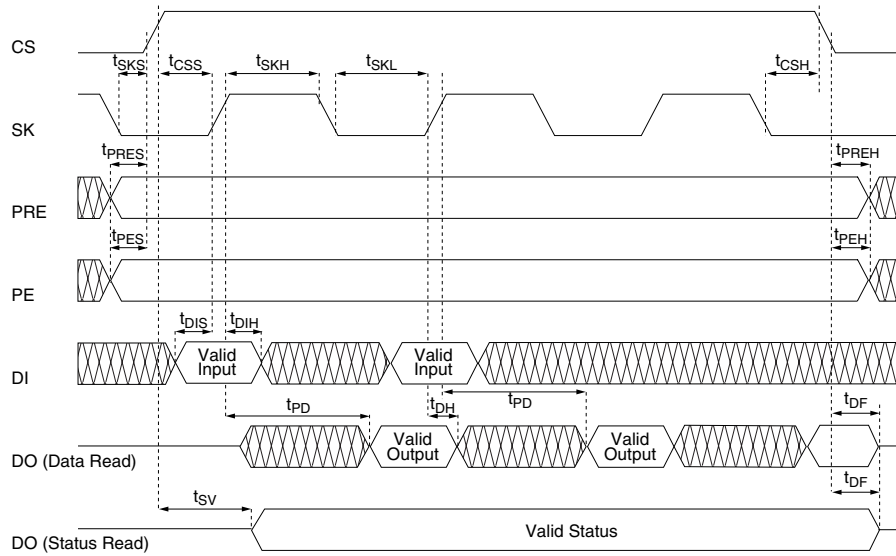 CS
tSKS tCSS tSKH tSKL tCSH
SK
tPRES tPREH
PRE
tPES tPEH
PE
tDIS tDIH
DI
Valid Input Valid Input
tPD tDH tPD tDF
DO (Data Read)
Valid Output Valid Output
tDF
tSV
DO (Status Read)
Valid Status